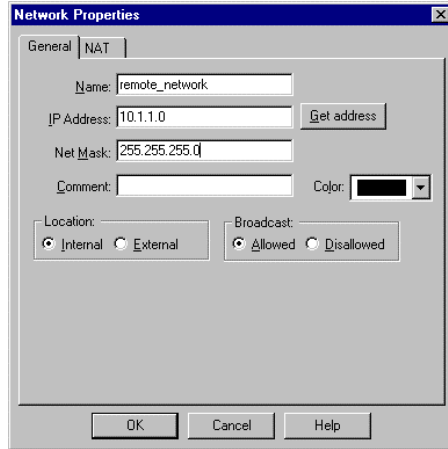 Network Properties
General NAT
Name: remote_network
IP Address: 10.1.1.0 Get address
Net Mask: 255.255.255.0
Comment: Color:
Location: Broadcast:
Internal External Allowed Disallowed
OK Cancel Help